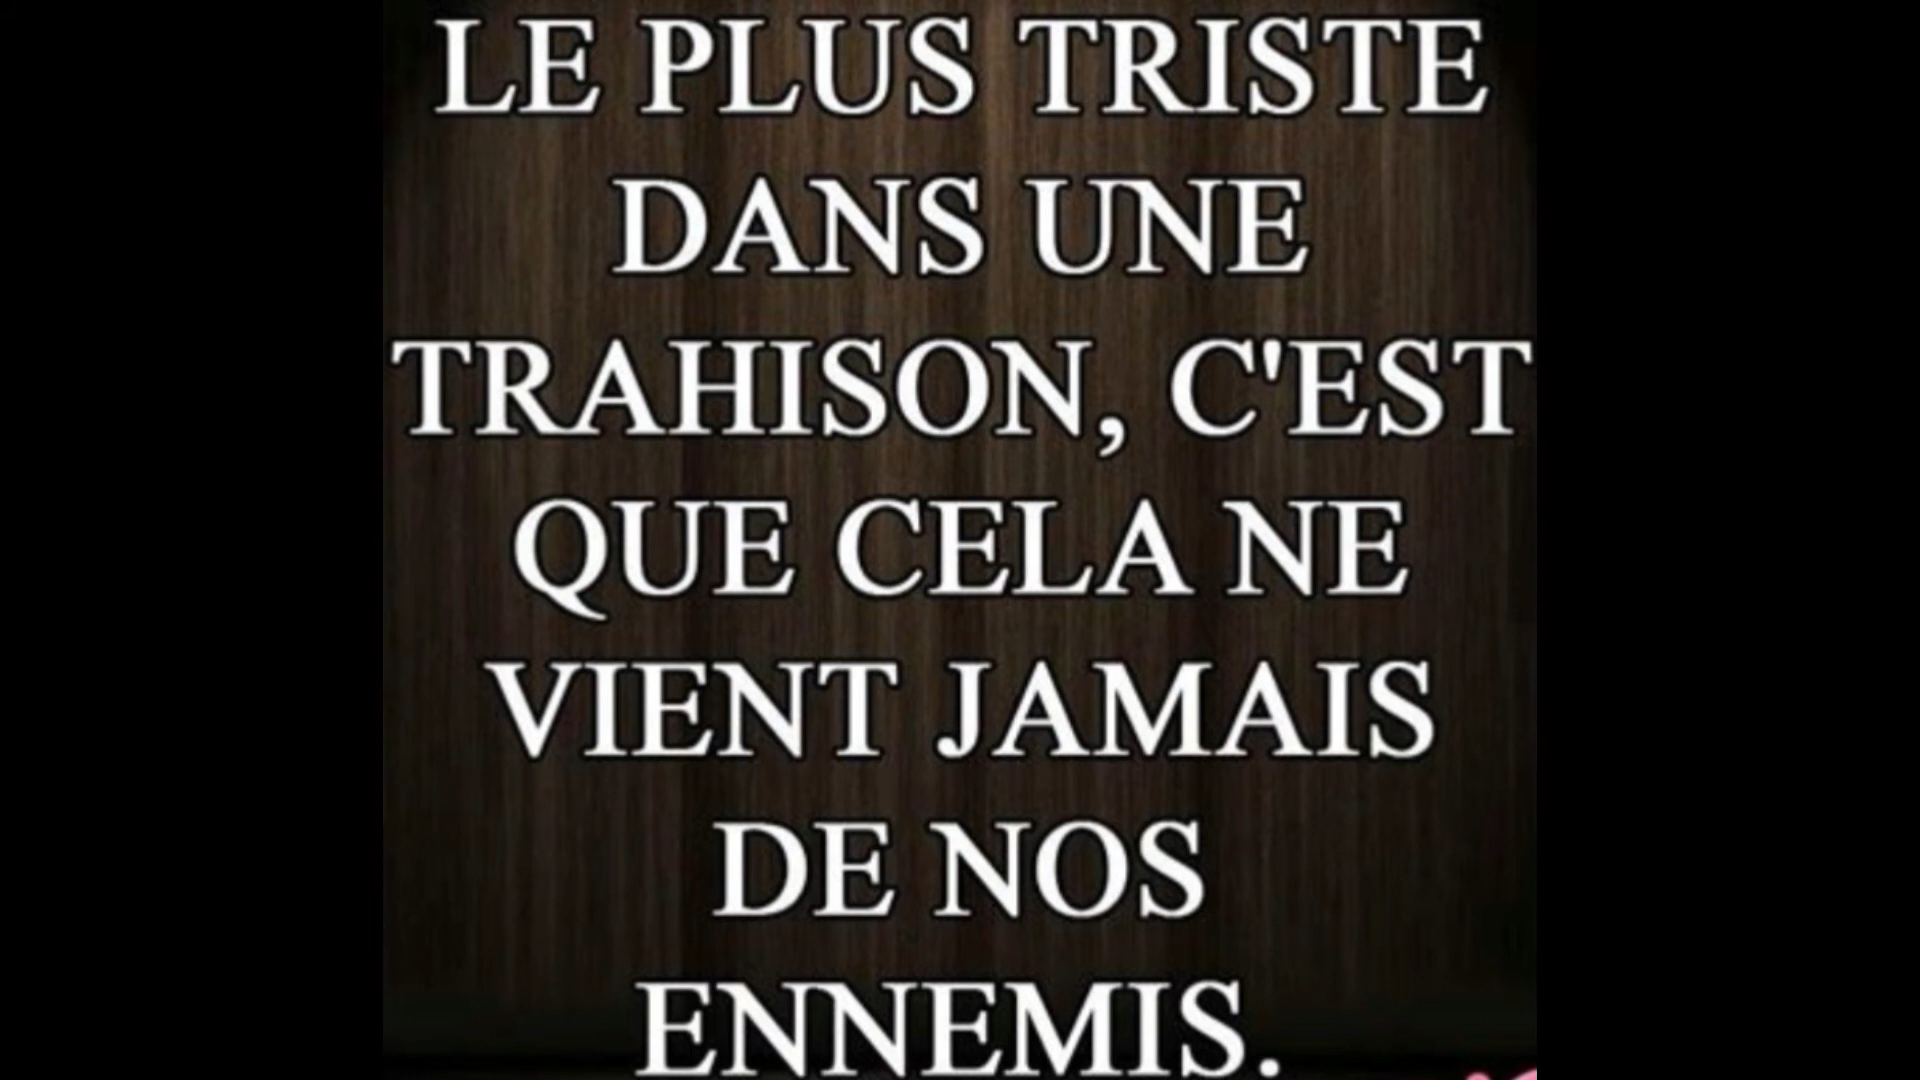 LE PLUS TRISTE
DANS UNE
TRAHISON, C'EST
QUE CELA NE
VIENT JAMAIS
DE NOS
ENNEMIS.